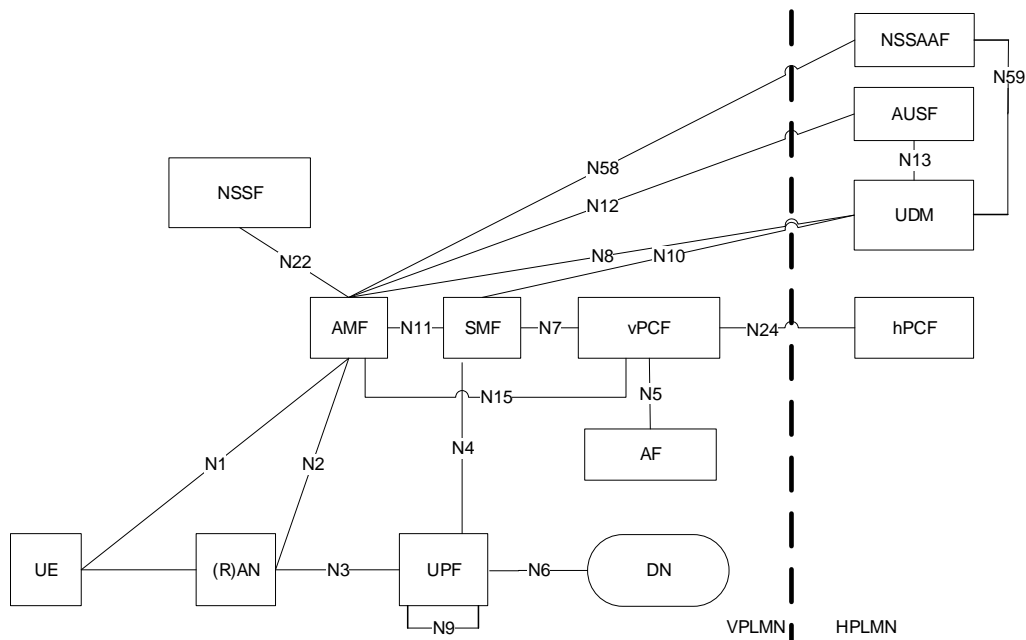 NSSAAF
N59
AUSF
N13
N58
NSSF
N12
UDM
N22
N8
N10
AMF
N11
SMF
N7
vPCF
N24
hPCF
N15
N5
N4
AF
N1
N2
UE
(R)AN
N3
UPF
N6
DN
N9
VPLMN
HPLMN